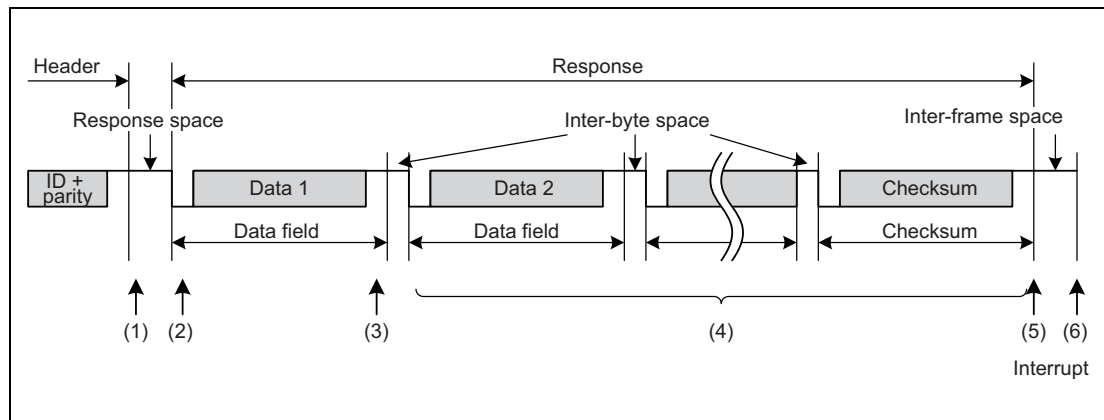 Header
Response
Response space
Inter-byte space
Inter-frame space
ID +
parity
Data 1
Data 2
Checksum
Data field
Data field
Checksum
(1)
(2)
(3)
(4)
(5)
(6)
Interrupt